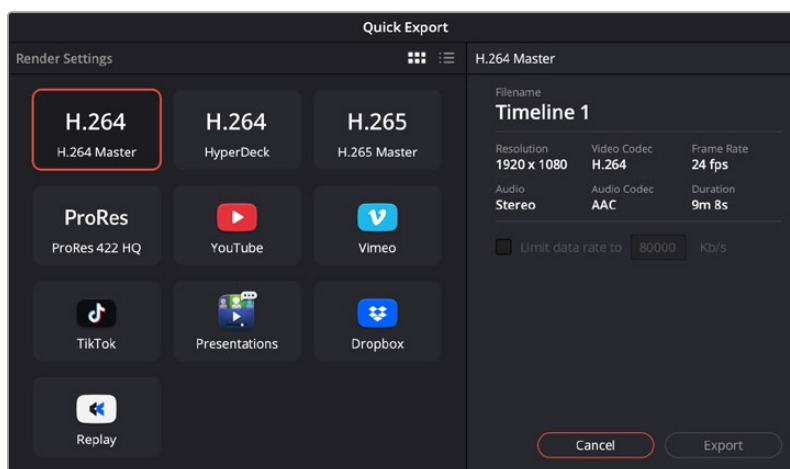 Quick Export
Render Settings
H.264 Master
H.264
H.264 Master
H.264
HyperDeck
H.265
H.265 Master
ProRes
ProRes 422 HQ
YouTube
Vimeo
TikTok
Presentations
Dropbox
Replay
Filename
Timeline 1
Resolution
1920 x 1080
Video Codec
H.264
Frame Rate
24 fps
Audio
Stereo
Audio Codec
AAC
Duration
9m 8s
Limit data rate to 80000 Kb/s
Cancel
Export